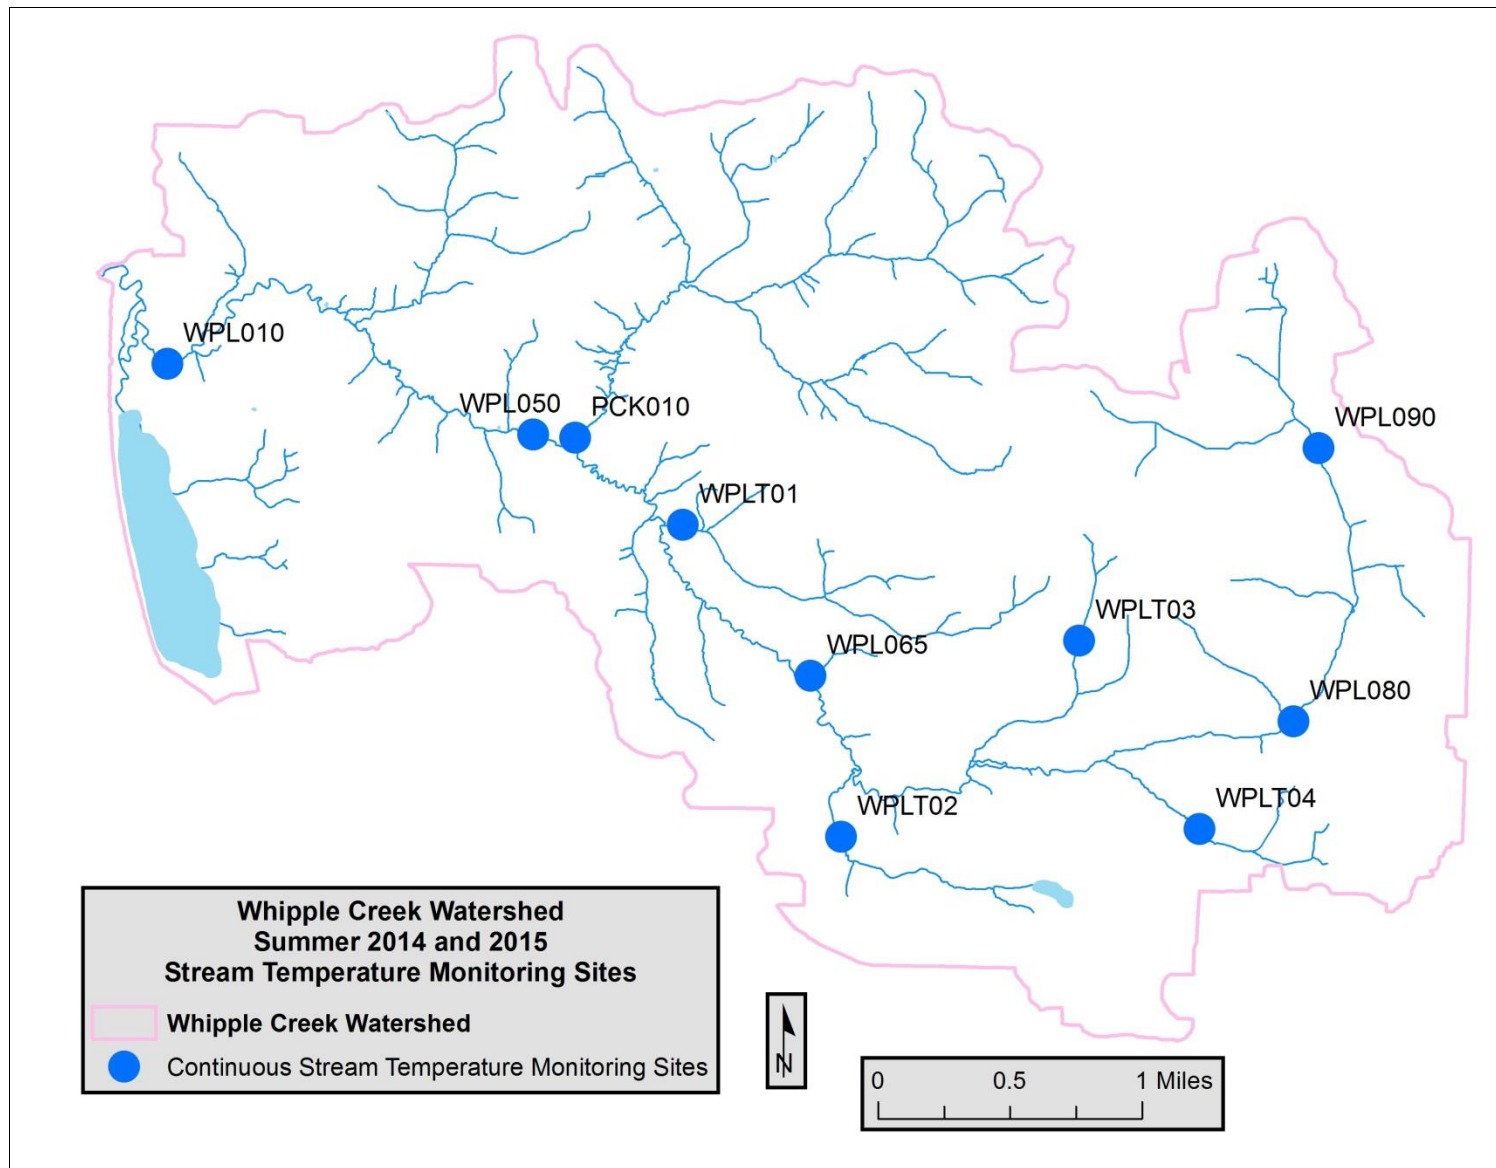 WPL010
WPL050
PCK010
WPL090
WPLT01
WPLT03
WPL065
WPL080
WPLT02
WPLT04
Whipple Creek Watershed
Summer 2014 and 2015
Stream Temperature Monitoring Sites
Whipple Creek Watershed
Continuous Stream Temperature Monitoring Sites
N
0 0.5 1 Miles